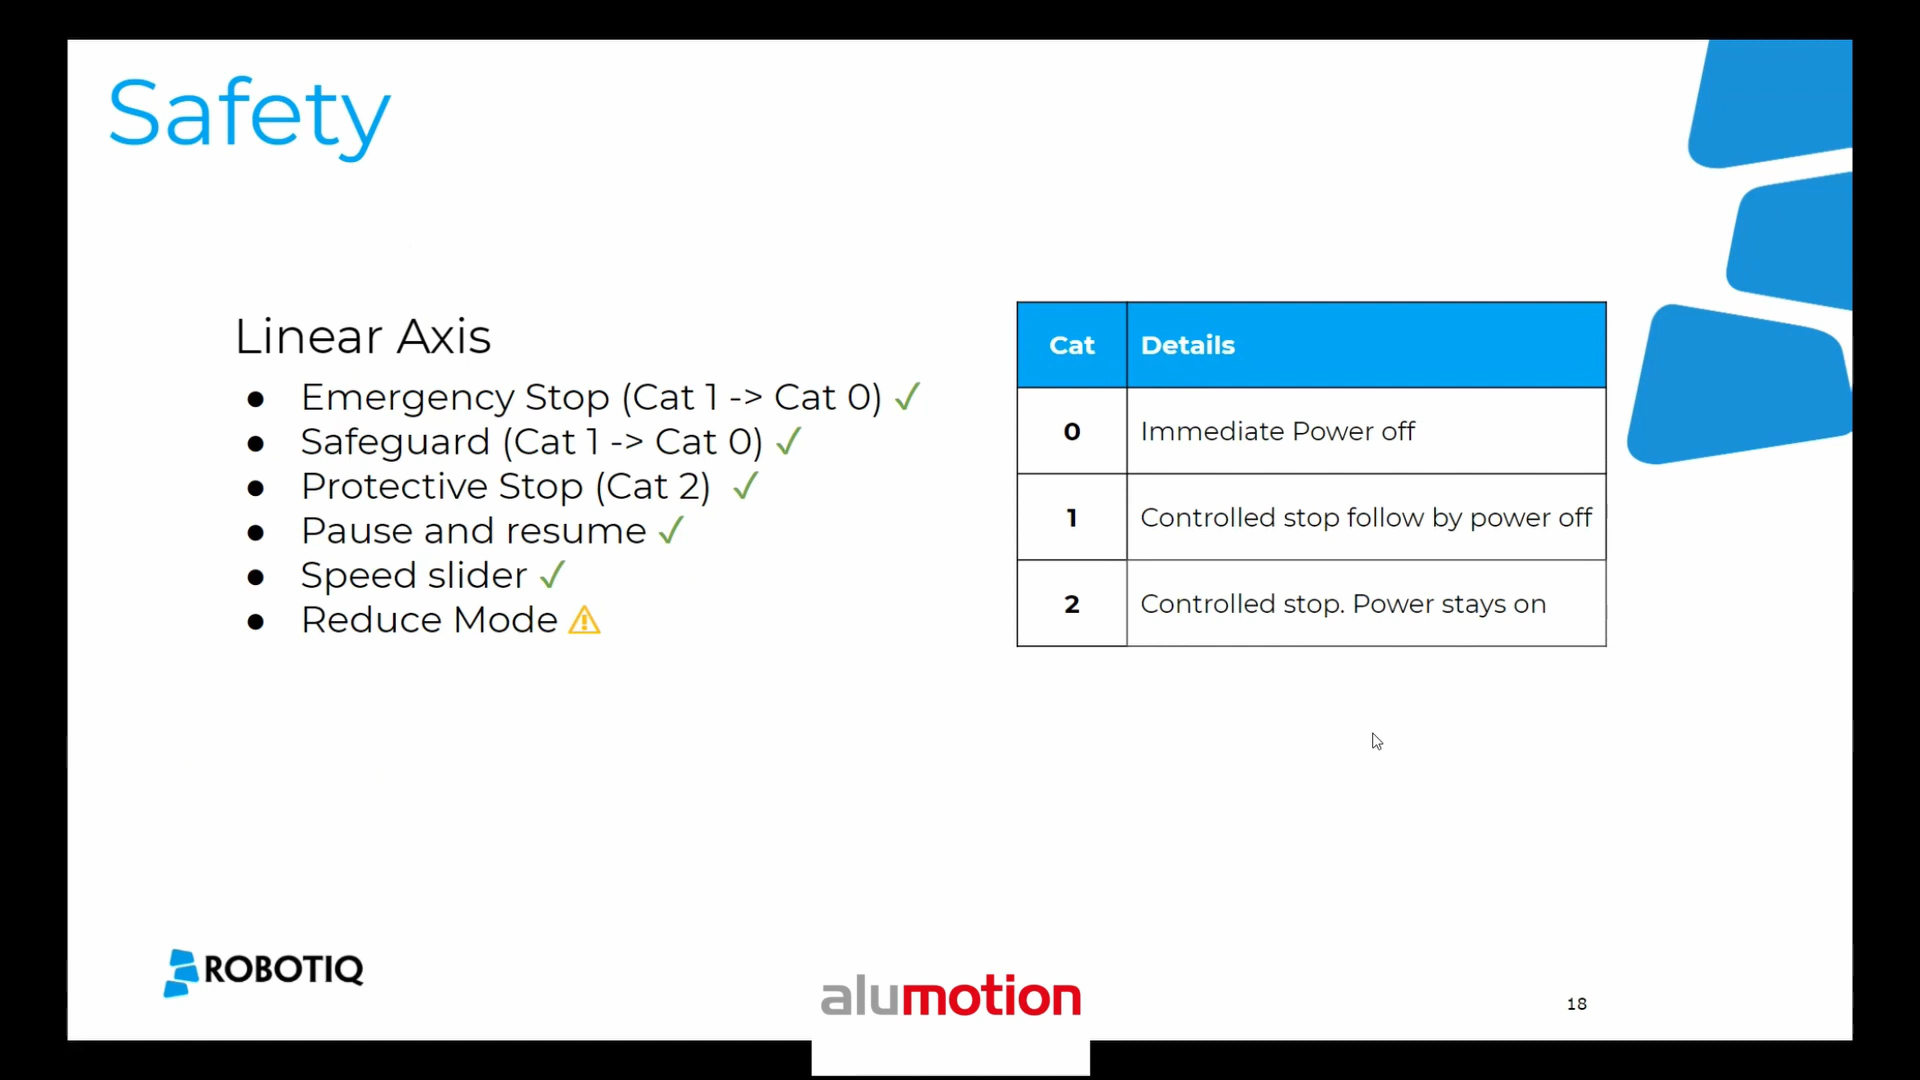 Safety
Linear Axis
● Emergency Stop (Cat 1 -> Cat 0) ✓
● Safeguard (Cat 1 -> Cat 0) ✓
● Protective Stop (Cat 2) ✓
● Pause and resume ✓
● Speed slider ✓
● Reduce Mode ⚠
Cat Details
0 Immediate Power off
1 Controlled stop follow by power off
2 Controlled stop. Power stays on
ROBOTIQ
alumotion
18